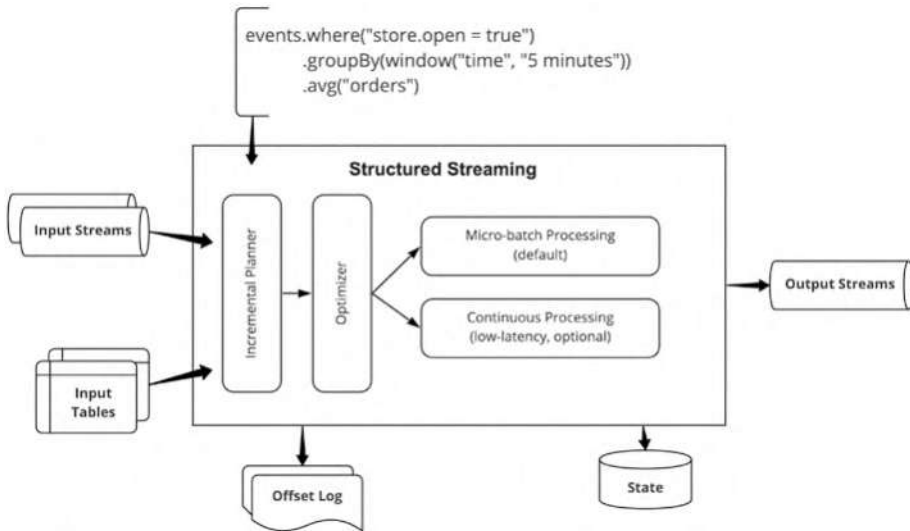 events.where("store.open = true")
.groupBy(window("time", "5 minutes"))
.avg("orders")
Structured Streaming
Input Streams
Input
Tables
Incremental Planner
Optimizer
Micro-batch Processing
(default)
Continuous Processing
(low-latency, optional)
Output Streams
Offset Log
State